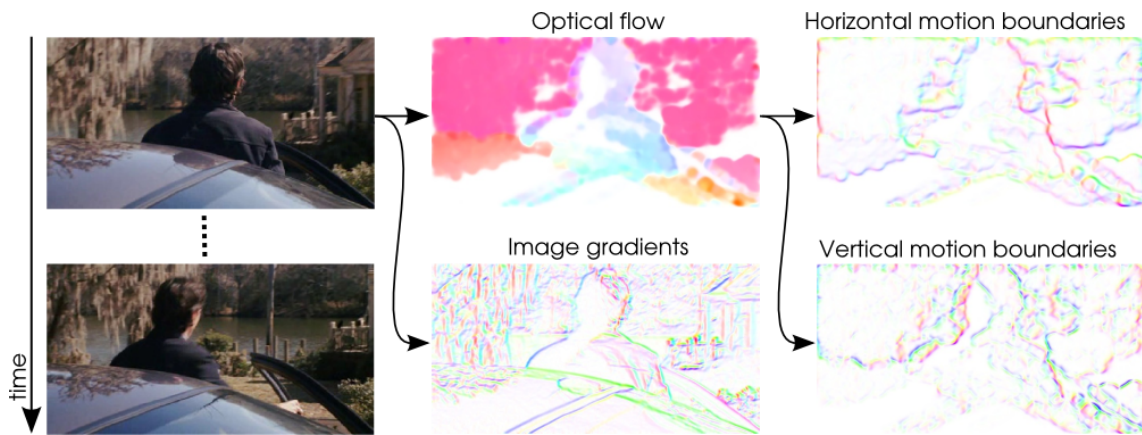 Optical flow
Horizontal motion boundaries
Image gradients
Vertical motion boundaries
time